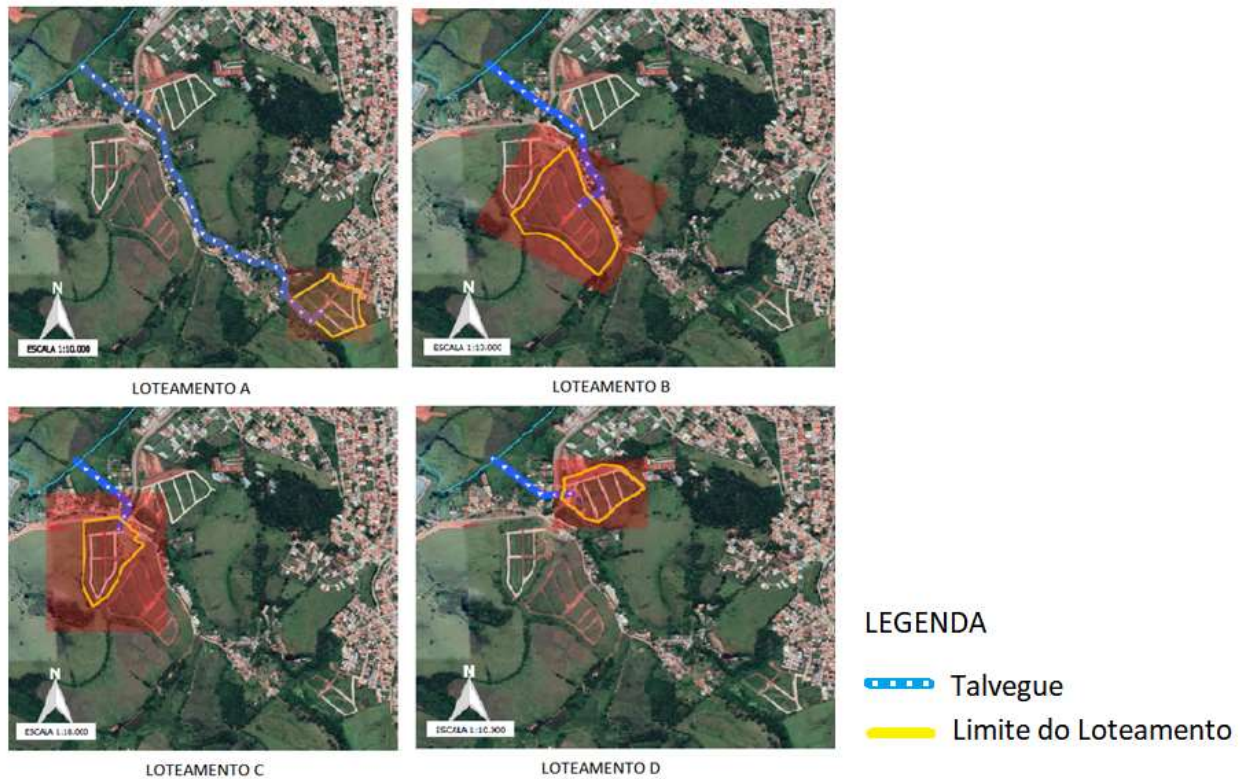 N
ESCALA 1:10.000
LOTEAMENTO A
N
ESCALA 1:10.000
LOTEAMENTO B
N
ESCALA 1:10.000
LOTEAMENTO C
N
ESCALA 1:10.000
LOTEAMENTO D
LEGENDA
Talvegue
Limite do Loteamento